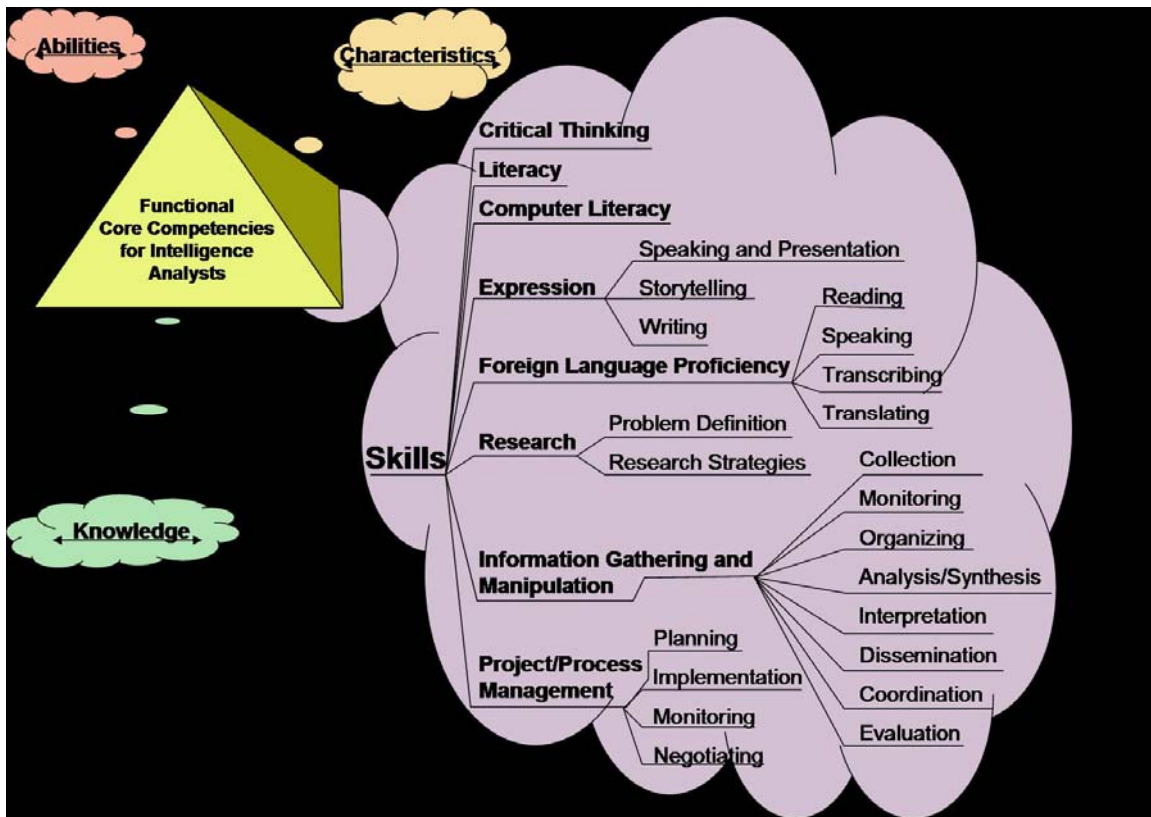 Abilities
Characteristics
Functional
Core Competencies
for Intelligence
Analysts
Knowledge
Skills
Critical Thinking
Literacy
Computer Literacy
Expression
Speaking and Presentation
Storytelling
Writing
Foreign Language Proficiency
Reading
Speaking
Transcribing
Translating
Research
Problem Definition
Research Strategies
Information Gathering and
Manipulation
Collection
Monitoring
Organizing
Analysis/Synthesis
Interpretation
Dissemination
Coordination
Evaluation
Project/Process
Management
Planning
Implementation
Monitoring
Negotiating